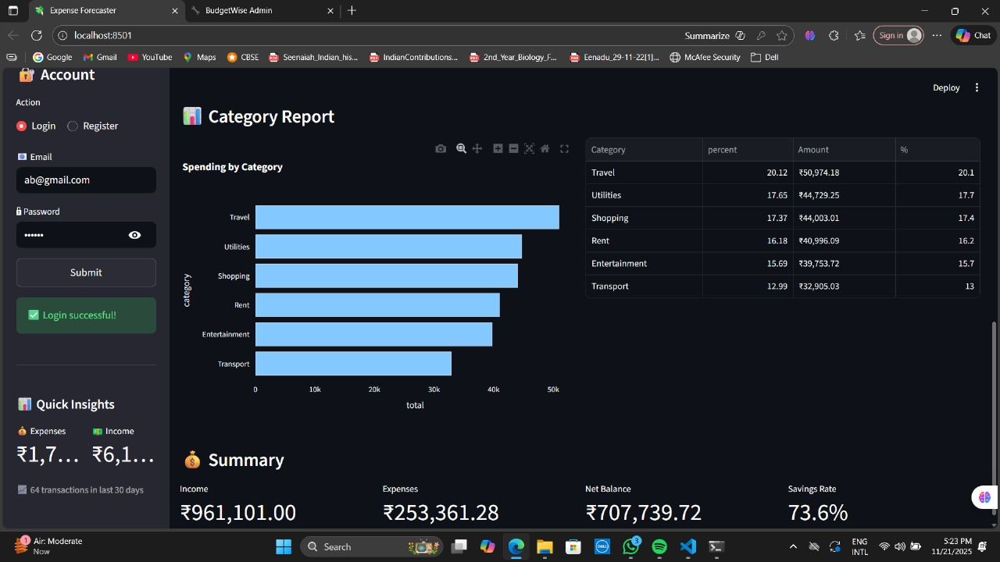 Expense Forecaster
BudgetWise Admin
localhost:8501
Summarize
Sign in
Chat
Google
Gmail
YouTube
Maps
CBSE
Seenaiah_Indian_his...
IndianContributions...
2nd_Year_Biology_F...
Eenadu_29-11-22[1]...
McAfee Security
Dell
Account
Action
Login
Register
Email
ab@gmail.com
Password
••••••
Submit
Login successful!
Quick Insights
Expenses
Income
₹1,7...
₹6,1...
64 transactions in last 30 days
Deploy
Category Report
Spending by Category
category
Travel
Utilities
Shopping
Rent
Entertainment
Transport
0 10k 20k 30k 40k 50k
total
Category percent Amount %
Travel 20.12 ₹50,974.18 20.1
Utilities 17.65 ₹44,729.25 17.7
Shopping 17.37 ₹44,003.01 17.4
Rent 16.18 ₹40,996.09 16.2
Entertainment 15.69 ₹39,753.72 15.7
Transport 12.99 ₹32,905.03 13
Summary
Income
₹961,101.00
Expenses
₹253,361.28
Net Balance
₹707,739.72
Savings Rate
73.6%
1
Air: Moderate
Now
Search
DELL
3
ENG
INTL
5:23 PM
11/21/2025